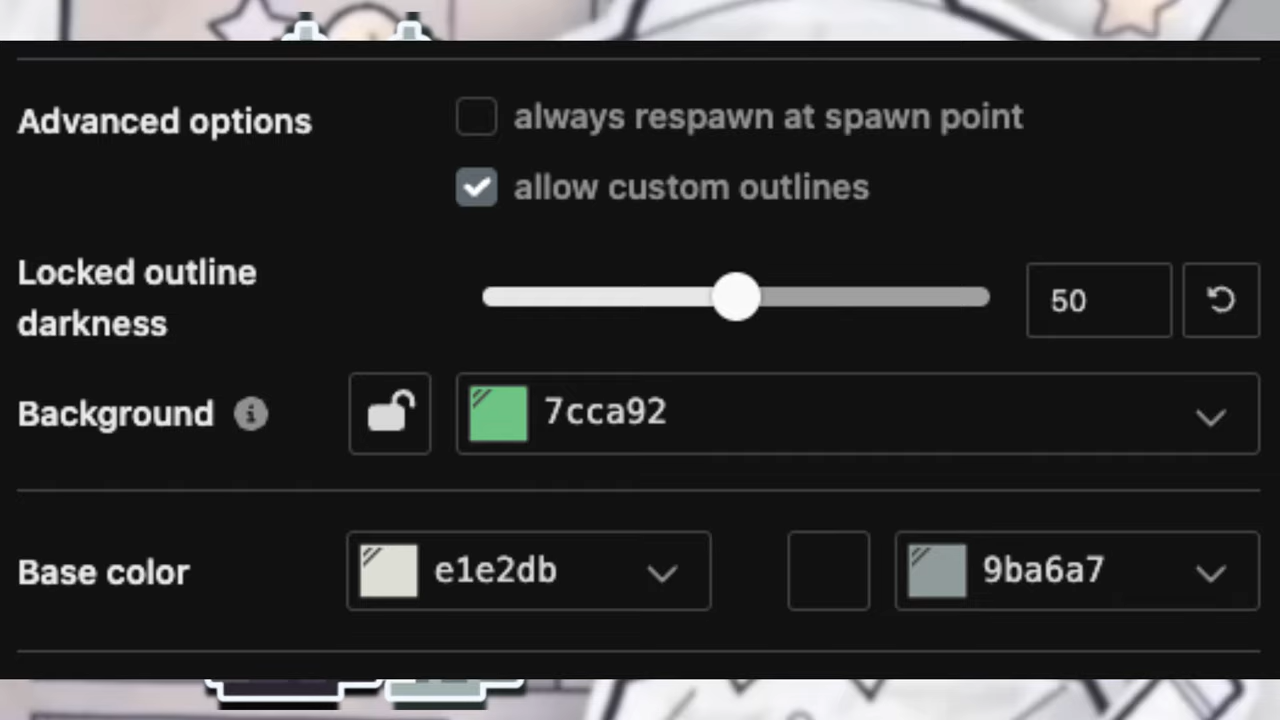 Advanced options
always respawn at spawn point
allow custom outlines
Locked outline
darkness
50
Background
7cca92
Base color
e1e2db
9ba6a7